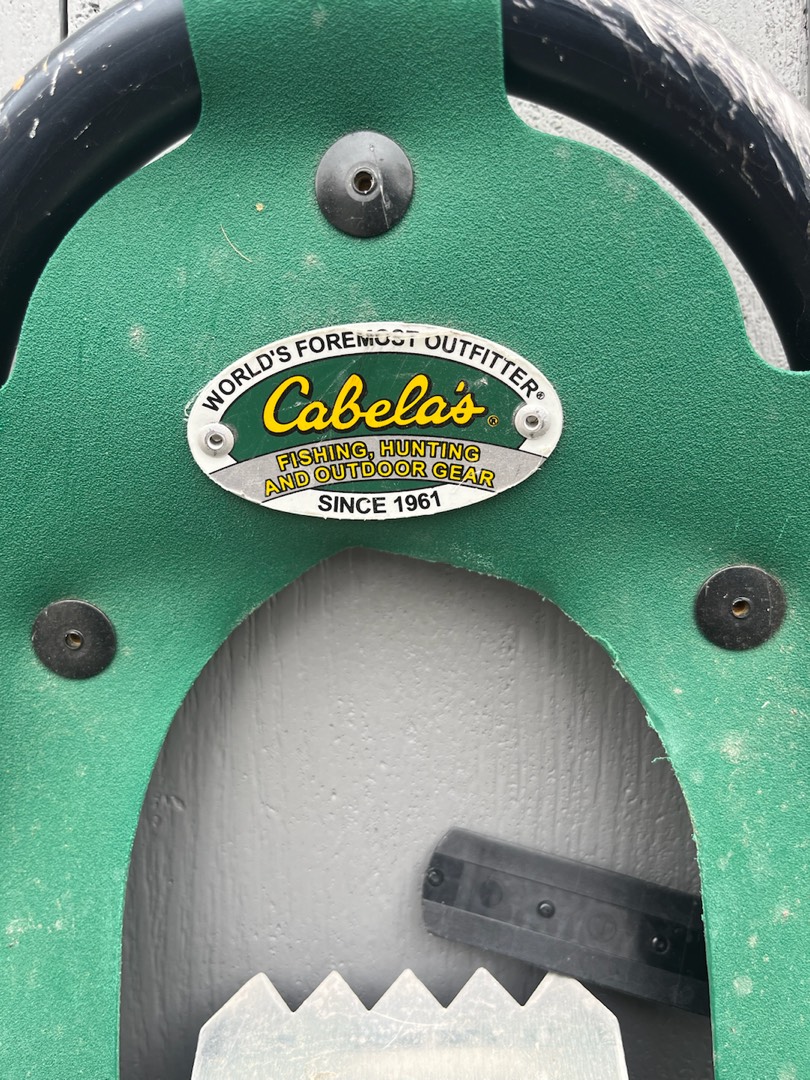 WORLD'S FOREMOST OUTFITTER®
Cabela's®
FISHING, HUNTING
AND OUTDOOR GEAR
SINCE 1961